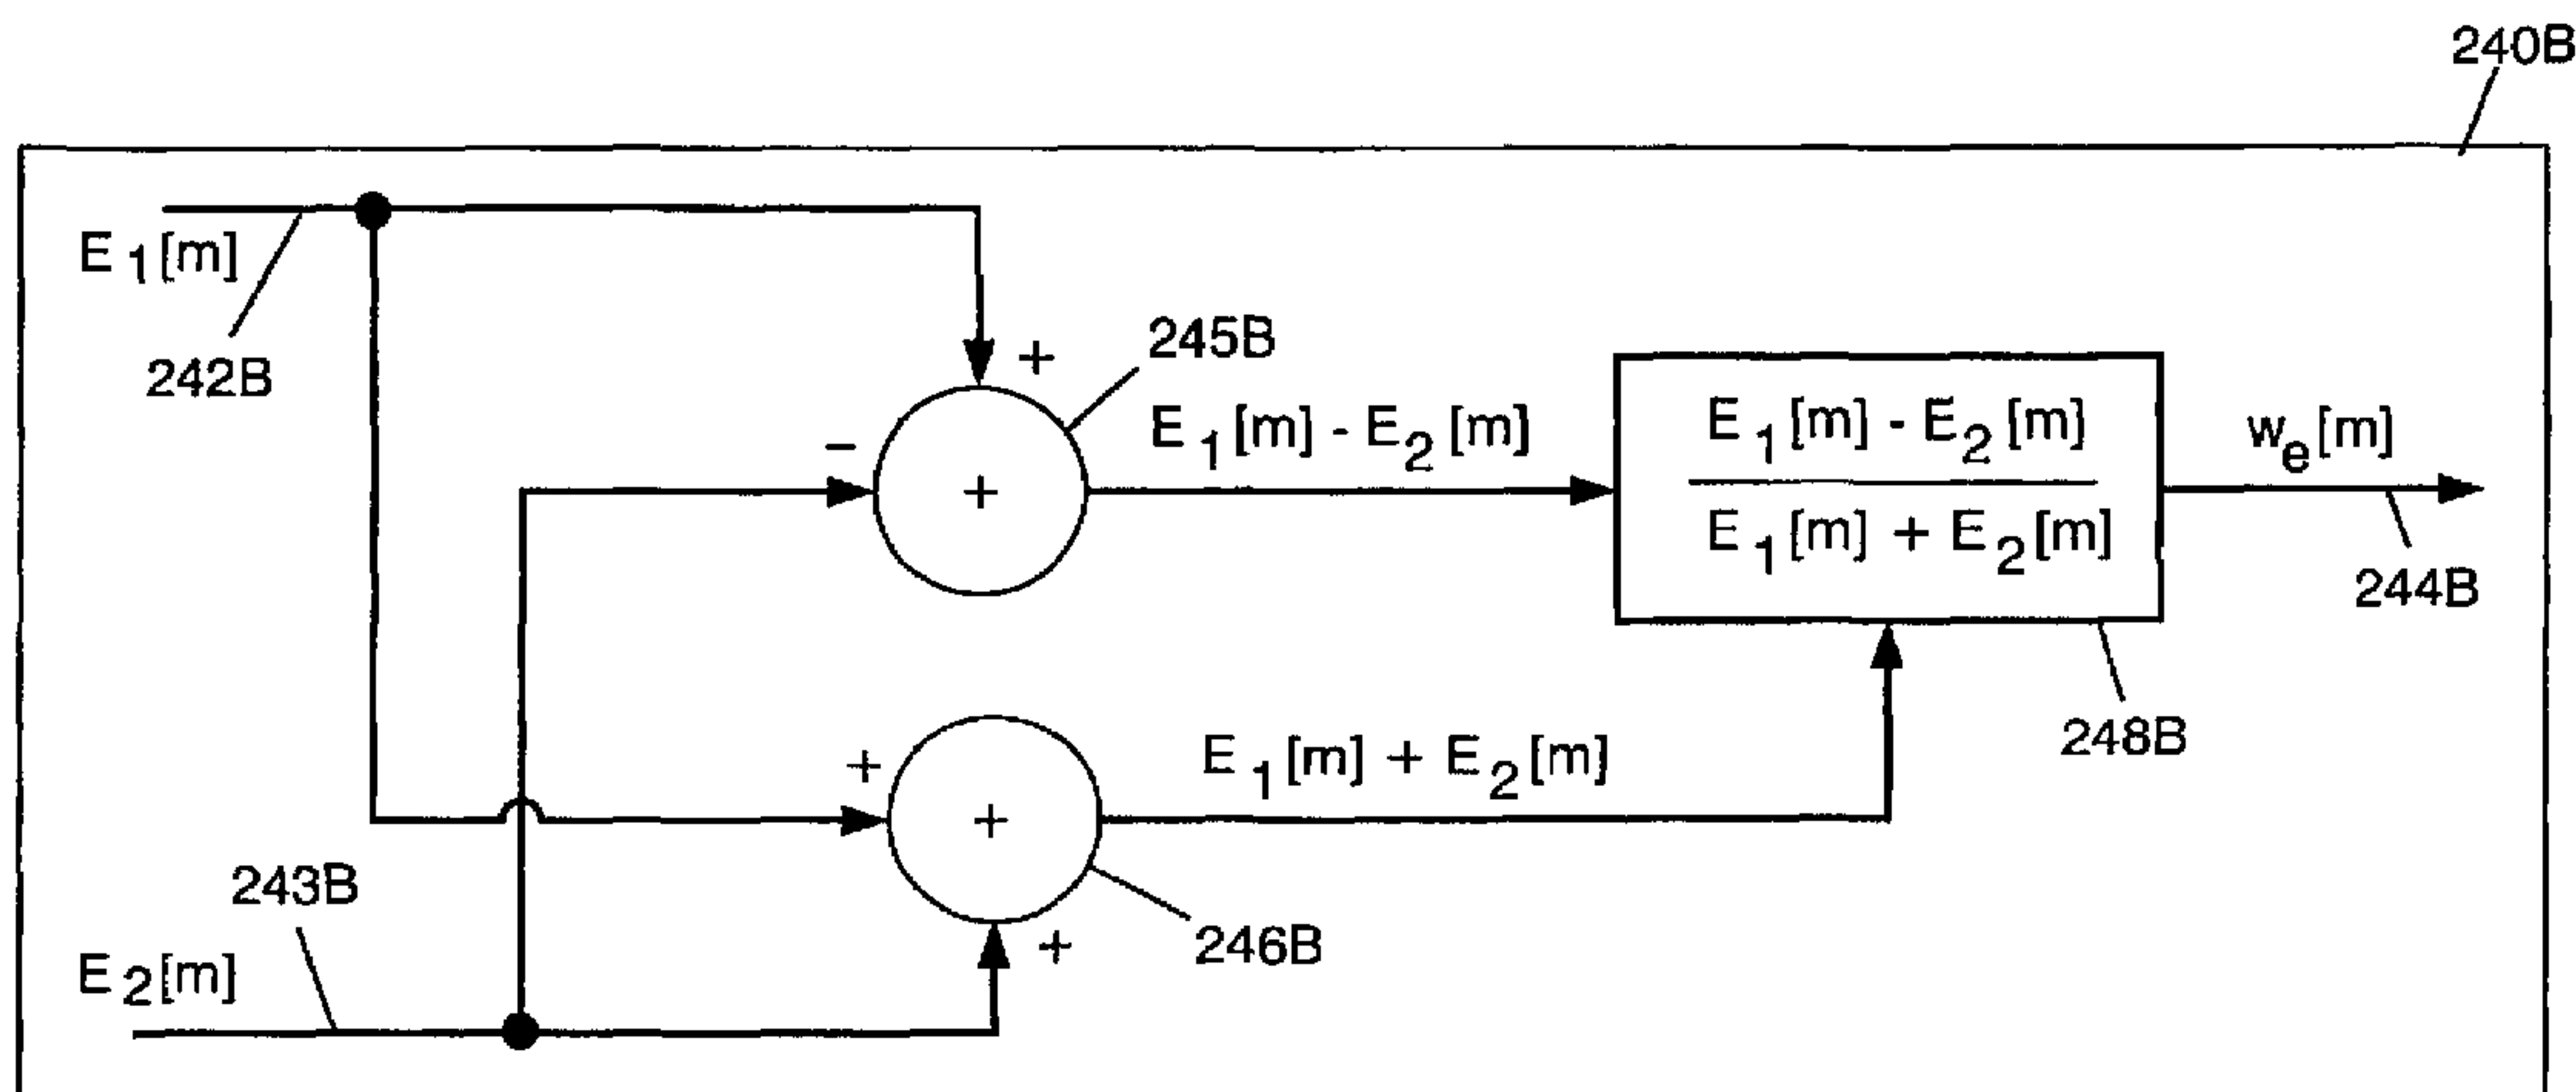 240B
E1[m]
242B
+
245B
−
+
E1[m] - E2[m]
E1[m] - E2[m]
E1[m] + E2[m]
we[m]
244B
248B
+
+
E1[m] + E2[m]
246B
+
243B
E2[m]